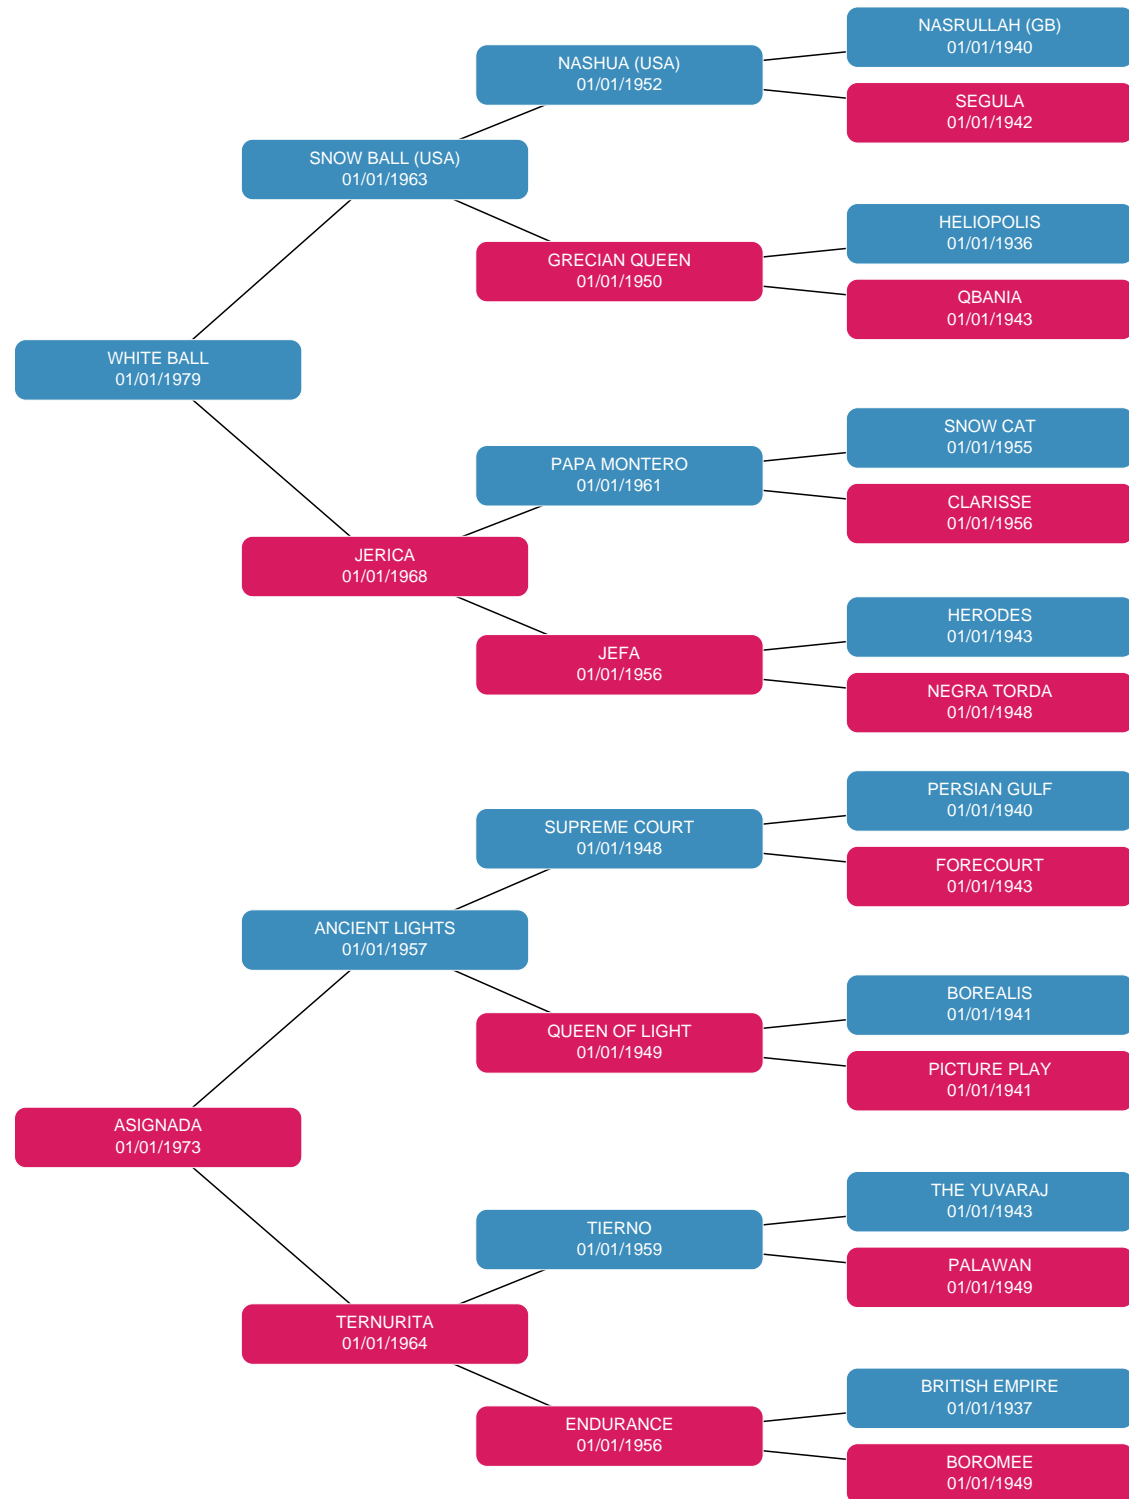 NASRULLAH (GB)
01/01/1940
NASHUA (USA)
01/01/1952
SEGULA
01/01/1942
SNOW BALL (USA)
01/01/1963
HELIOPOLIS
01/01/1936
GRECIAN QUEEN
01/01/1950
QBANIA
01/01/1943
WHITE BALL
01/01/1979
SNOW CAT
01/01/1955
PAPA MONTERO
01/01/1961
CLARISSE
01/01/1956
JERICA
01/01/1968
HERODES
01/01/1943
JEFA
01/01/1956
NEGRA TORDA
01/01/1948
PERSIAN GULF
01/01/1940
SUPREME COURT
01/01/1948
FORECOURT
01/01/1943
ANCIENT LIGHTS
01/01/1957
BOREALIS
01/01/1941
QUEEN OF LIGHT
01/01/1949
PICTURE PLAY
01/01/1941
ASIGNADA
01/01/1973
THE YUVARAJ
01/01/1943
TIERNO
01/01/1959
PALAWAN
01/01/1949
TERNURITA
01/01/1964
BRITISH EMPIRE
01/01/1937
ENDURANCE
01/01/1956
BOROMEE
01/01/1949